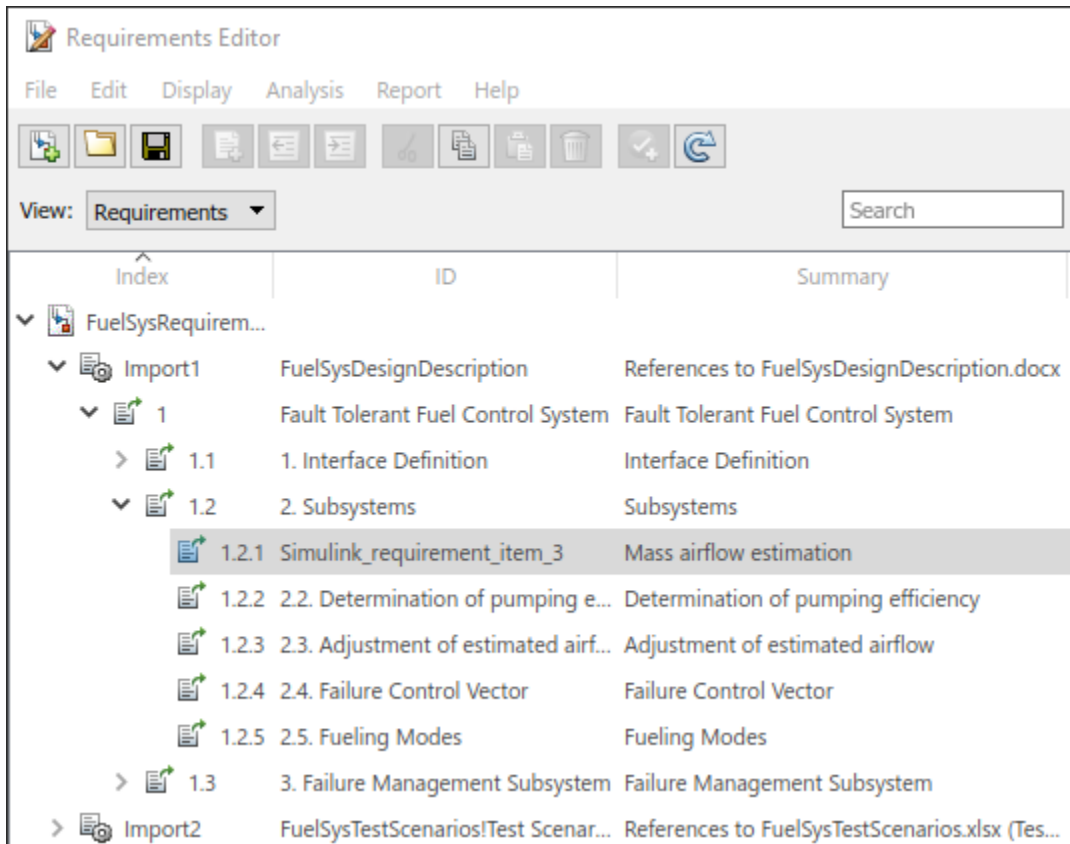 Requirements Editor
File Edit Display Analysis Report Help
View: Requirements Search
Index ID Summary
FuelSysRequirem...
Import1 FuelSysDesignDescription References to FuelSysDesignDescription.docx
1 Fault Tolerant Fuel Control System Fault Tolerant Fuel Control System
1.1 1. Interface Definition Interface Definition
1.2 2. Subsystems Subsystems
1.2.1 Simulink_requirement_item_3 Mass airflow estimation
1.2.2 2.2. Determination of pumping e... Determination of pumping efficiency
1.2.3 2.3. Adjustment of estimated airf... Adjustment of estimated airflow
1.2.4 2.4. Failure Control Vector Failure Control Vector
1.2.5 2.5. Fueling Modes Fueling Modes
1.3 3. Failure Management Subsystem Failure Management Subsystem
Import2 FuelSysTestScenarios!Test Scenar... References to FuelSysTestScenarios.xlsx (Tes...